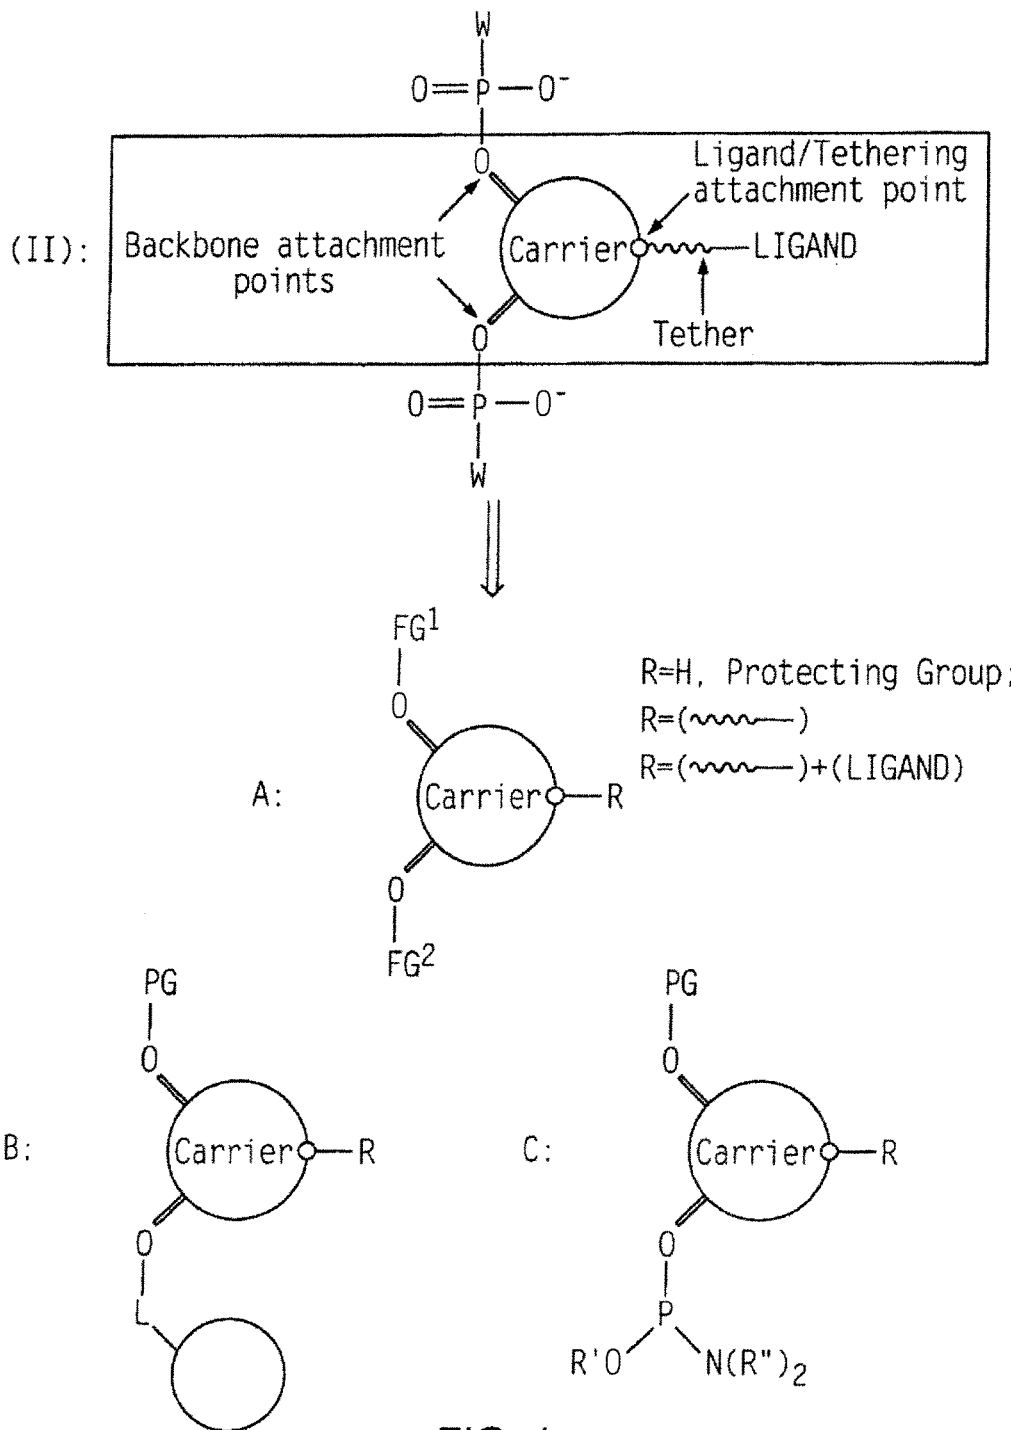 W
O=P—O⁻
O
Ligand/Tethering
attachment point
(II):
Backbone attachment
points
Carrier
LIGAND
Tether
O
O=P—O⁻
W
FG¹
O
R=H, Protecting Group;
R=( )
R=( )+(LIGAND)
A:
Carrier
R
O
FG²
PG
O
B:
Carrier
R
O
L
PG
O
C:
Carrier
R
O
P
R'O
N(R")₂